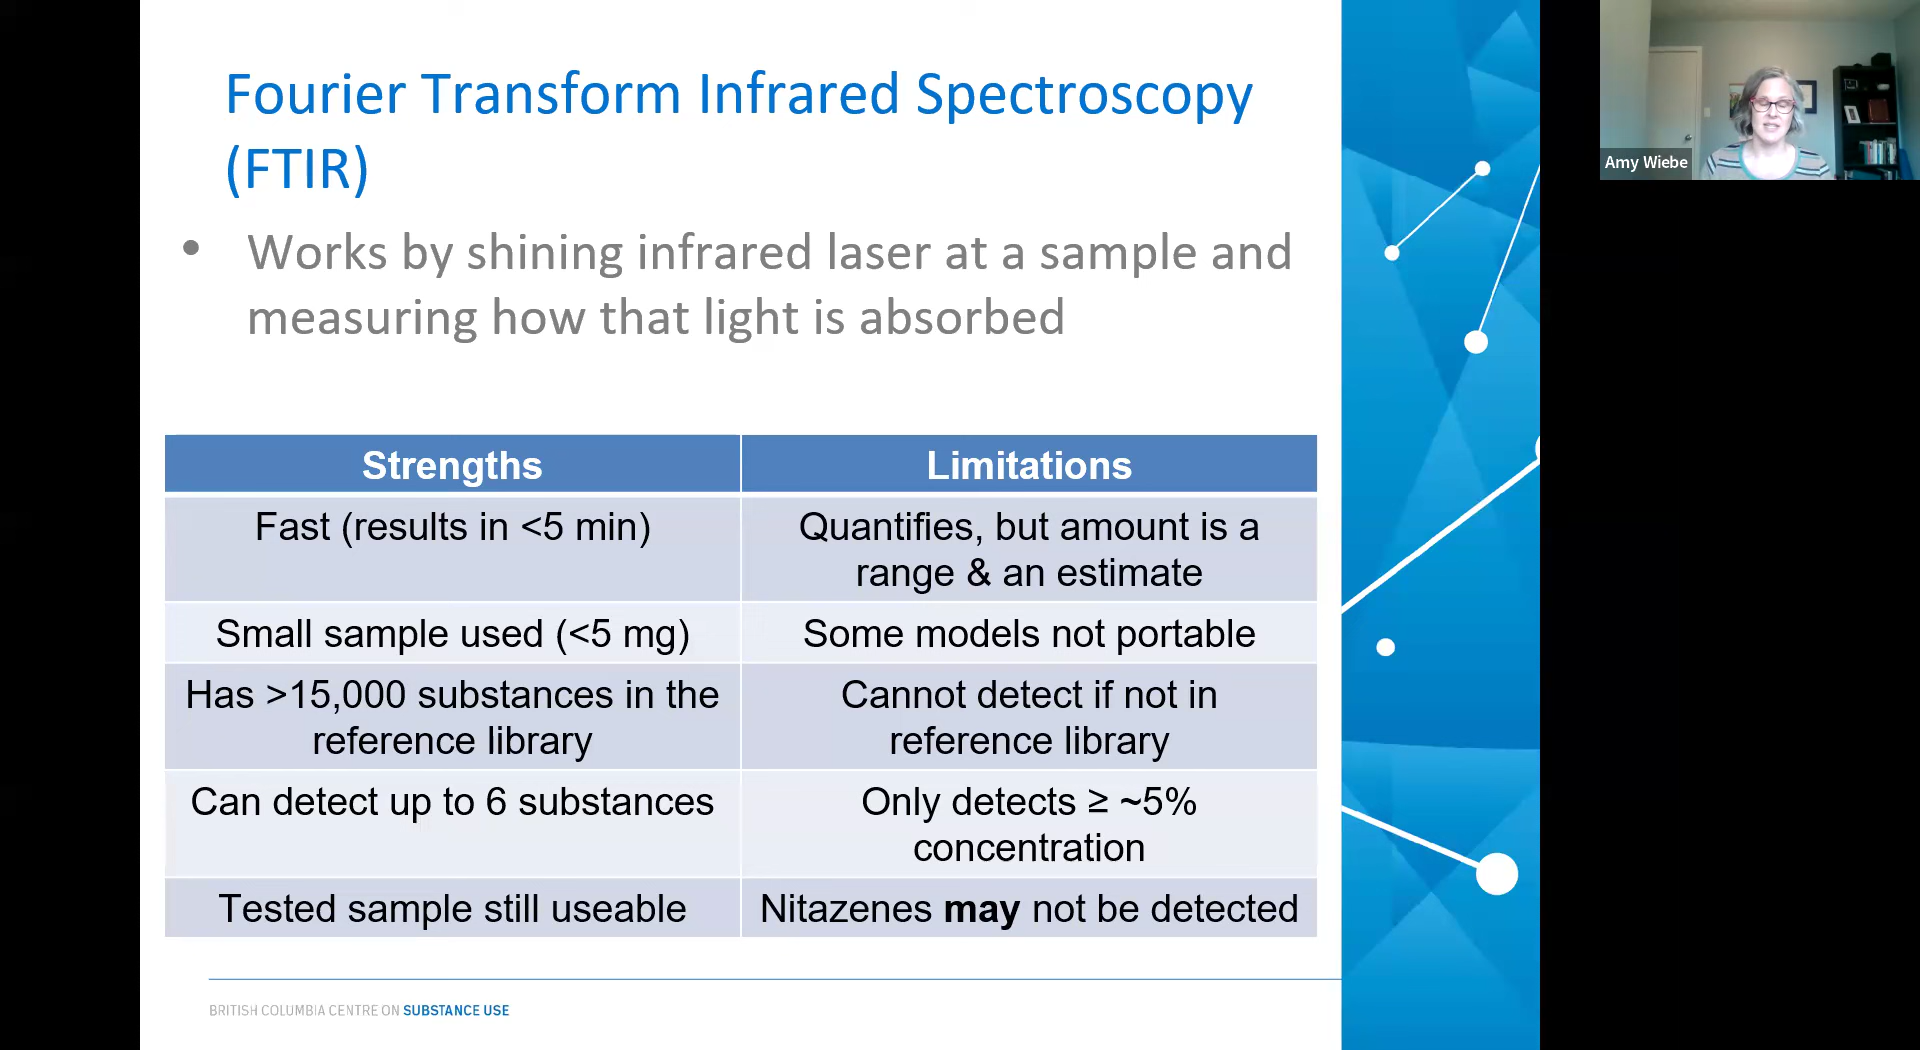 Fourier Transform Infrared Spectroscopy
(FTIR)
• Works by shining infrared laser at a sample and
measuring how that light is absorbed
Strengths
Limitations
Fast (results in <5 min)
Quantifies, but amount is a
range & an estimate
Small sample used (<5 mg)
Some models not portable
Has >15,000 substances in the
reference library
Cannot detect if not in
reference library
Can detect up to 6 substances
Only detects ≥ ~5%
concentration
Tested sample still useable
Nitazenes may not be detected
BRITISH COLUMBIA CENTRE ON SUBSTANCE USE
Amy Wiebe